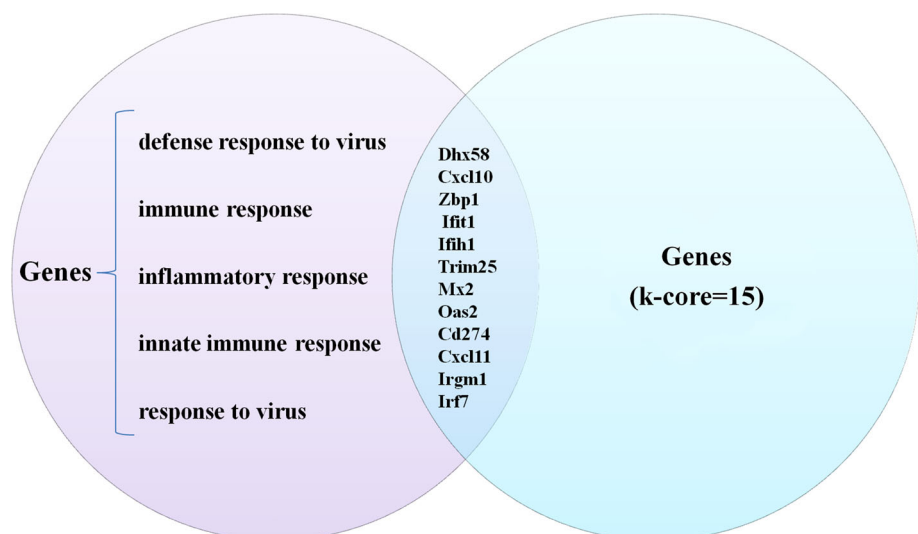 Genes
defense response to virus
immune response
inflammatory response
innate immune response
response to virus
Dhx58
Cxcl10
Zbp1
Ifit1
Ifih1
Trim25
Mx2
Oas2
Cd274
Cxcl11
Irgm1
Irf7
Genes
(k-core=15)